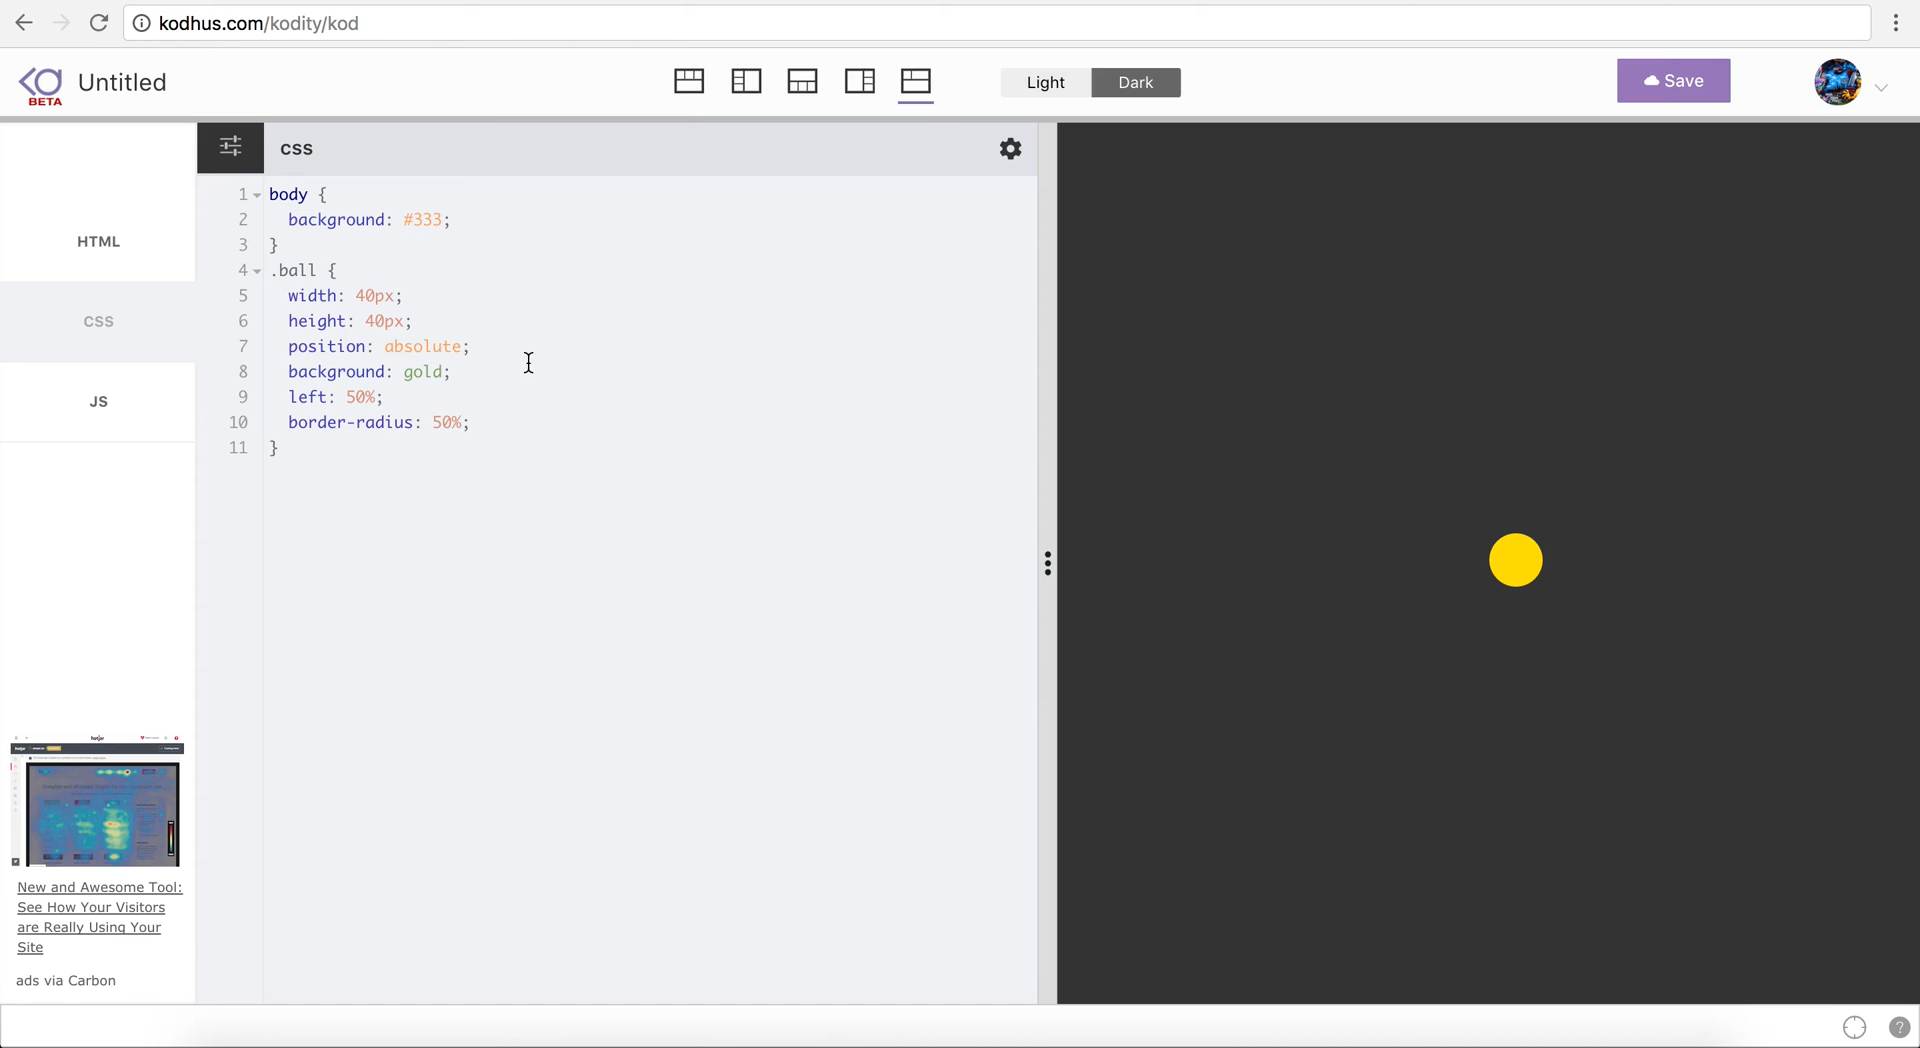 kodhus.com/kodity/kod
BETA
Untitled
Light
Dark
Save
HTML
CSS
JS
CSS
1 body {
2 background: #333;
3 }
4 .ball {
5 width: 40px;
6 height: 40px;
7 position: absolute;
8 background: gold;
9 left: 50%;
10 border-radius: 50%;
11 }
New and Awesome Tool:
See How Your Visitors
are Really Using Your
Site
ads via Carbon
?